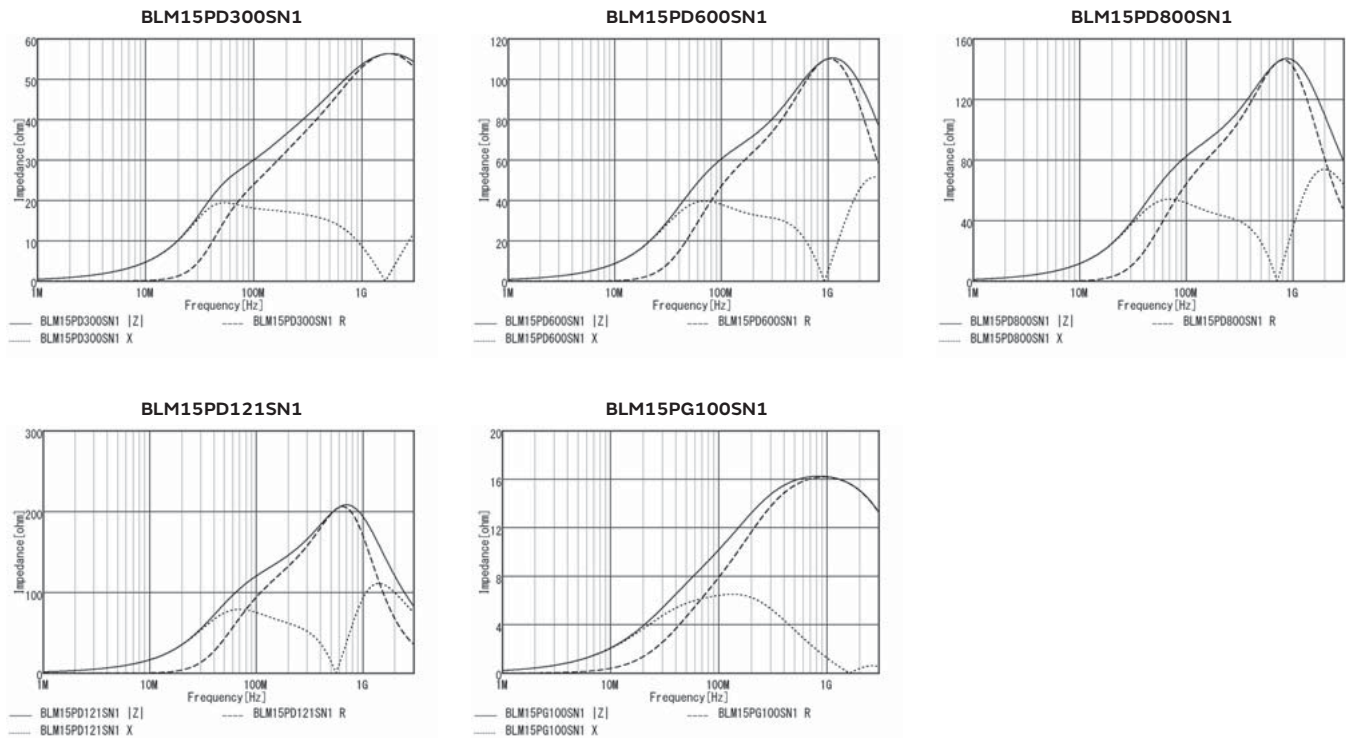 BLM15PD300SN1
60
50
40
30
20
10
0
Impedance[ohm]
1M 10M 100M 1G
Frequency[Hz]
BLM15PD300SN1 |Z| BLM15PD300SN1 R
BLM15PD300SN1 X
BLM15PD600SN1
120
100
80
60
40
20
0
Impedance[ohm]
1M 10M 100M 1G
Frequency[Hz]
BLM15PD600SN1 |Z| BLM15PD600SN1 R
BLM15PD600SN1 X
BLM15PD800SN1
160
120
80
40
0
Impedance[ohm]
1M 10M 100M 1G
Frequency[Hz]
BLM15PD800SN1 |Z| BLM15PD800SN1 R
BLM15PD800SN1 X
BLM15PD121SN1
300
200
100
0
Impedance[ohm]
1M 10M 100M 1G
Frequency[Hz]
BLM15PD121SN1 |Z| BLM15PD121SN1 R
BLM15PD121SN1 X
BLM15PG100SN1
20
16
12
8
4
0
Impedance[ohm]
1M 10M 100M 1G
Frequency[Hz]
BLM15PG100SN1 |Z| BLM15PG100SN1 R
BLM15PG100SN1 X